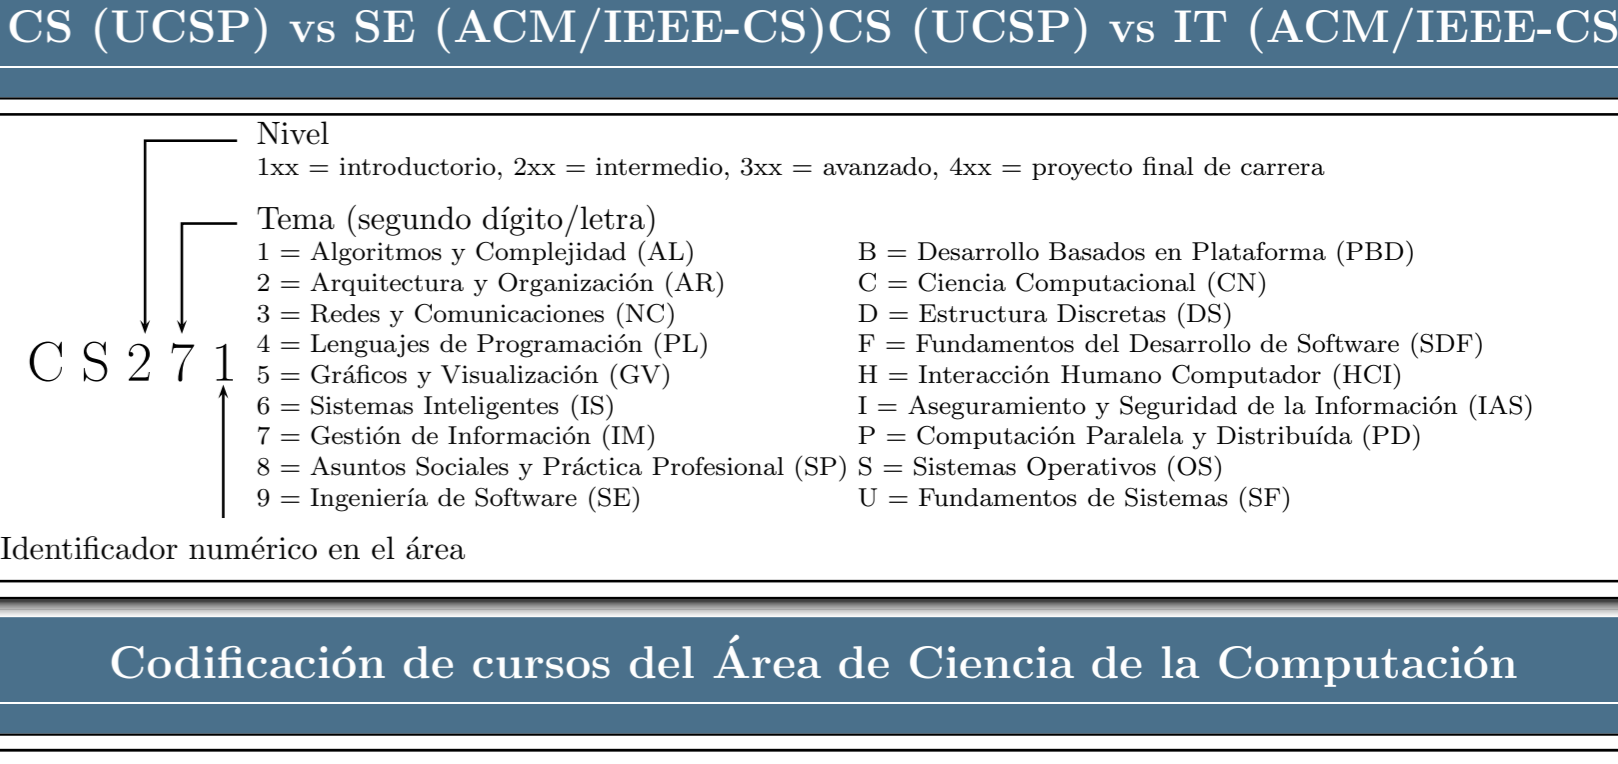 CS (UCSP) vs SE (ACM/IEEE-CS)CS (UCSP) vs IT (ACM/IEEE-CS
Nivel
1xx = introductorio, 2xx = intermedio, 3xx = avanzado, 4xx = proyecto final de carrera
Tema (segundo dígito/letra)
1 = Algoritmos y Complejidad (AL)
2 = Arquitectura y Organización (AR)
3 = Redes y Comunicaciones (NC)
4 = Lenguajes de Programación (PL)
5 = Gráficos y Visualización (GV)
6 = Sistemas Inteligentes (IS)
7 = Gestión de Información (IM)
8 = Asuntos Sociales y Práctica Profesional (SP)
9 = Ingeniería de Software (SE)
B = Desarrollo Basados en Plataforma (PBD)
C = Ciencia Computacional (CN)
D = Estructura Discretas (DS)
F = Fundamentos del Desarrollo de Software (SDF)
H = Interacción Humano Computador (HCI)
I = Aseguramiento y Seguridad de la Información (IAS)
P = Computación Paralela y Distribuída (PD)
S = Sistemas Operativos (OS)
U = Fundamentos de Sistemas (SF)
C S 2 7 1
Identificador numérico en el área
Codificación de cursos del Área de Ciencia de la Computación